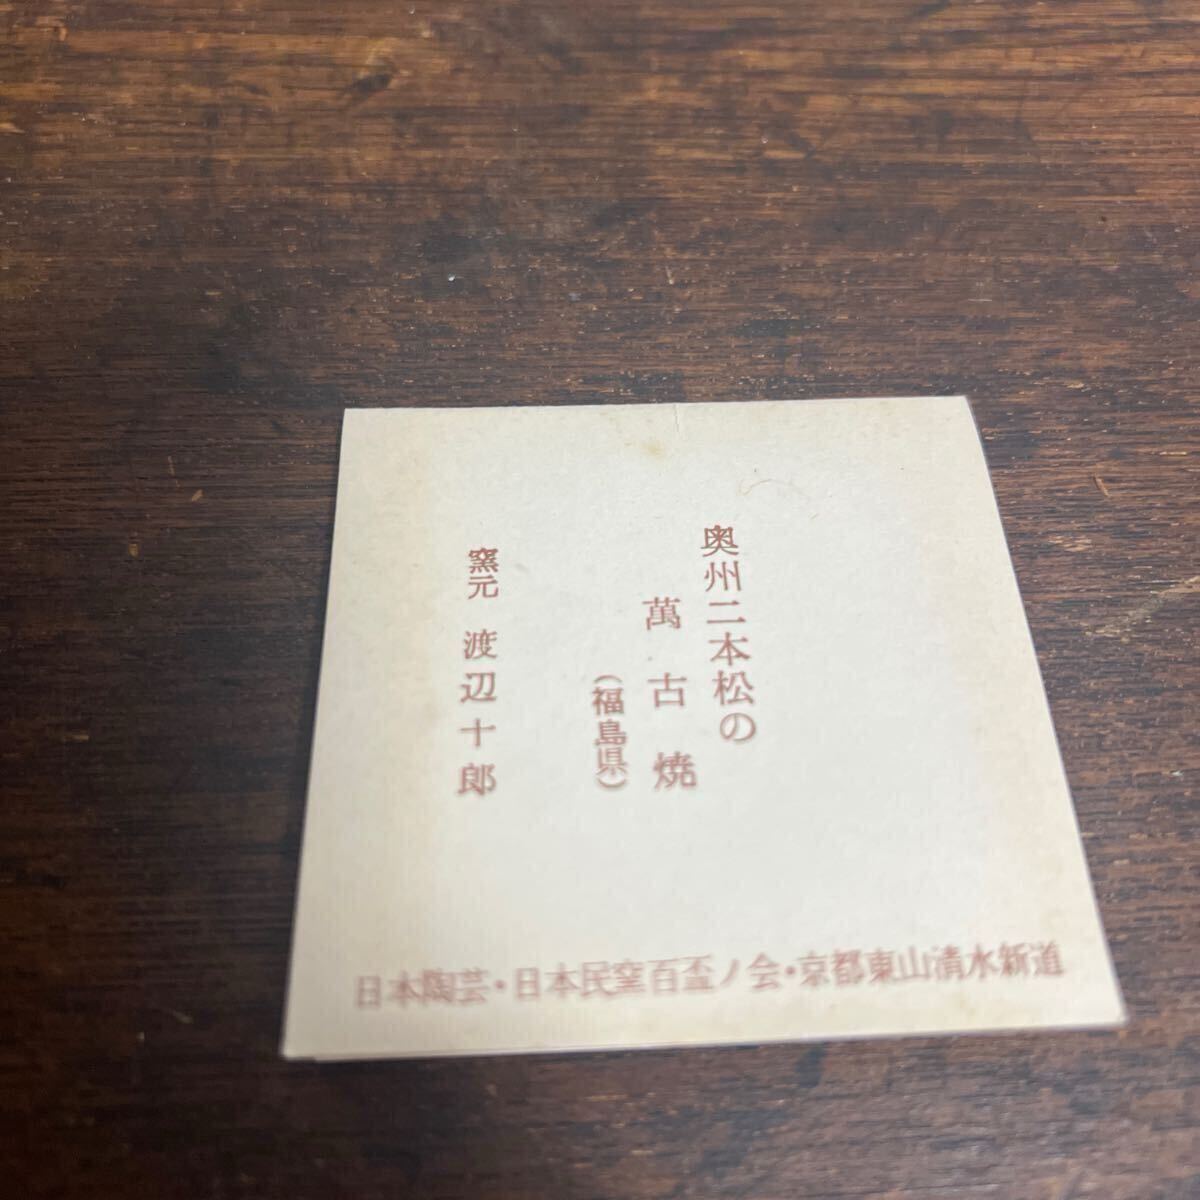 奥州二本松の
萬古焼
(福島県)
窯元 渡辺十郎
日本陶芸・日本民窯百盃ノ会・京都東山清水新道